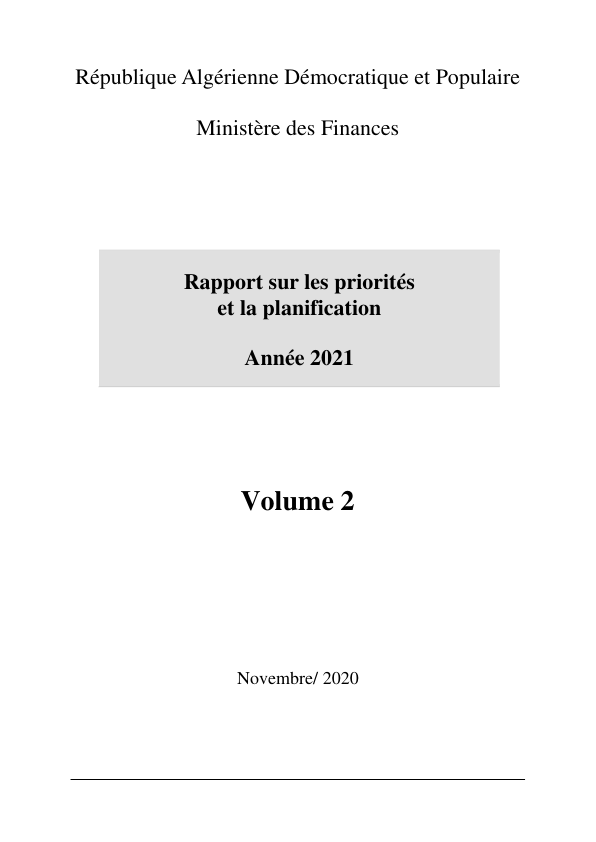 République Algérienne Démocratique et Populaire
Ministère des Finances
Rapport sur les priorités
et la planification
Année 2021
Volume 2
Novembre/ 2020